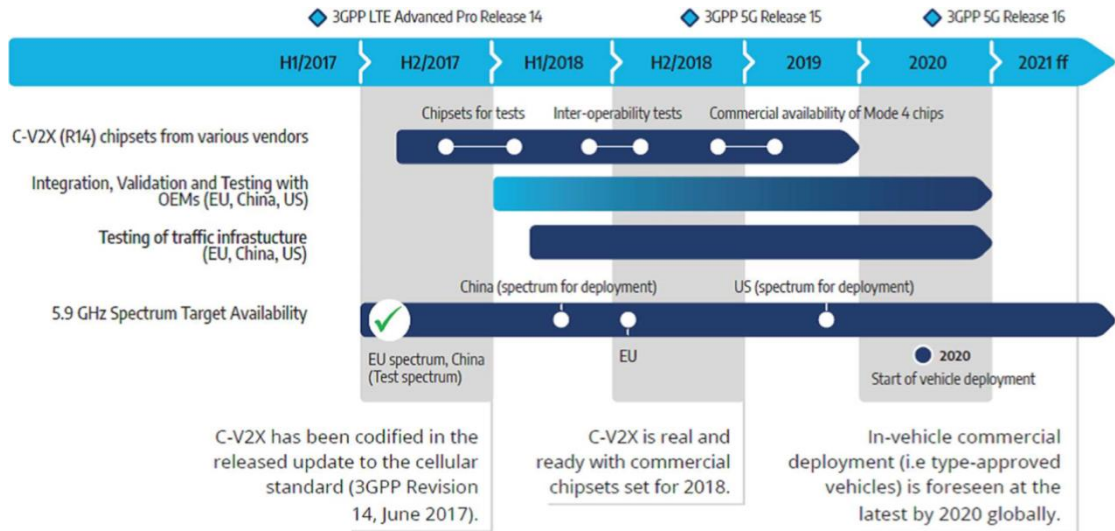 3GPP LTE Advanced Pro Release 14
3GPP 5G Release 15
3GPP 5G Release 16
H1/2017
H2/2017
H1/2018
H2/2018
2019
2020
2021 ff
C-V2X (R14) chipsets from various vendors
Chipsets for tests
Inter-operability tests
Commercial availability of Mode 4 chips
Integration, Validation and Testing with
OEMs (EU, China, US)
Testing of traffic infrastucture
(EU, China, US)
5.9 GHz Spectrum Target Availability
China (spectrum for deployment)
US (spectrum for deployment)
EU spectrum, China
(Test spectrum)
EU
2020
Start of vehicle deployment
C-V2X has been codified in the
released update to the cellular
standard (3GPP Revision
14, June 2017).
C-V2X is real and
ready with commercial
chipsets set for 2018.
In-vehicle commercial
deployment (i.e type-approved
vehicles) is foreseen at the
latest by 2020 globally.